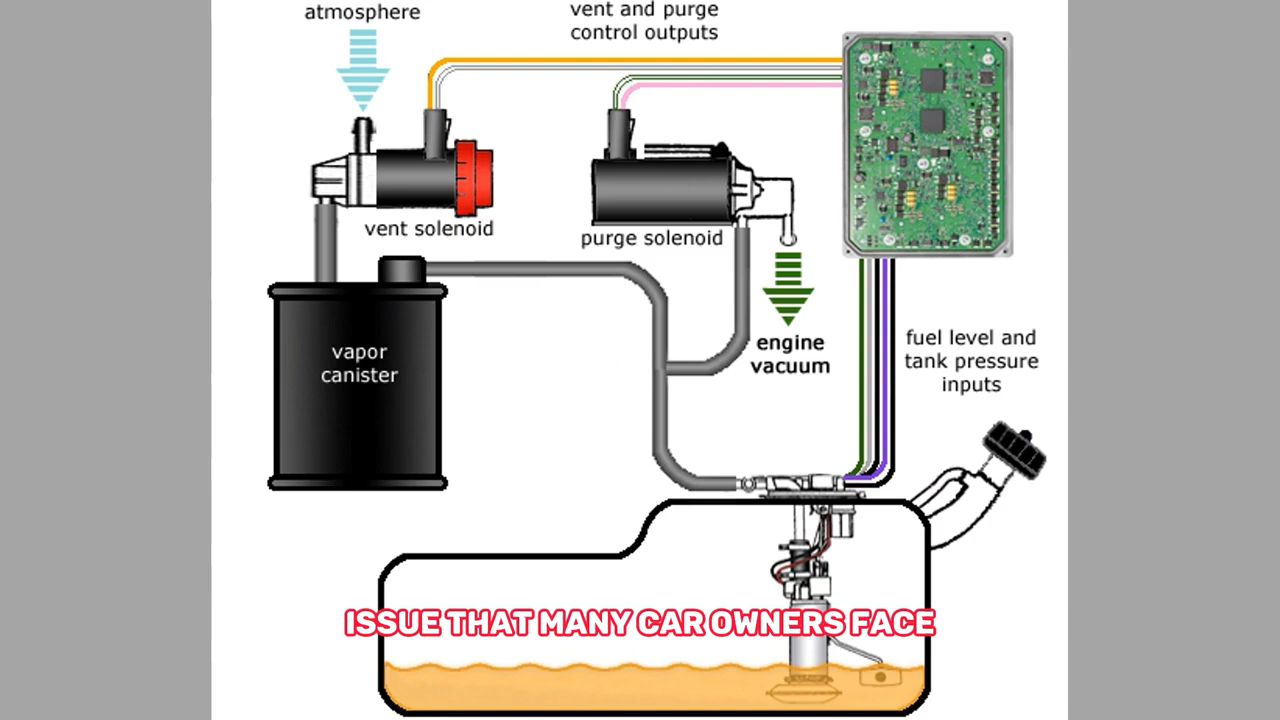 atmosphere
vent and purge
control outputs
vent solenoid
purge solenoid
engine
vacuum
fuel level and
tank pressure
inputs
vapor
canister
ISSUE THAT MANY CAR OWNERS FACE